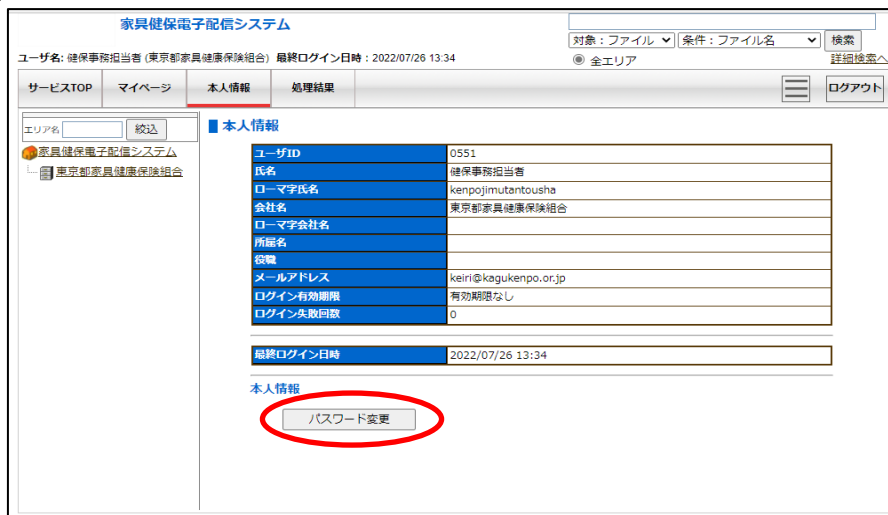 家具健保電子配信システム
対象：ファイル 条件：ファイル名 検索
ユーザ名: 健保事務担当者 (東京都家具健康保険組合) 最終ログイン日時：2022/07/26 13:34
全エリア 詳細検索へ
サービスTOP マイページ 本人情報 処理結果 ログアウト
エリア名 絞込
本人情報
家具健保電子配信システム
東京都家具健康保険組合
ユーザID 0551
氏名 健保事務担当者
ローマ字氏名 kenpojimutantousha
会社名 東京都家具健康保険組合
ローマ字会社名
所属名
役職
メールアドレス keiri@kagukenpo.or.jp
ログイン有効期限 有効期限なし
ログイン失敗回数 0
最終ログイン日時 2022/07/26 13:34
本人情報
パスワード変更